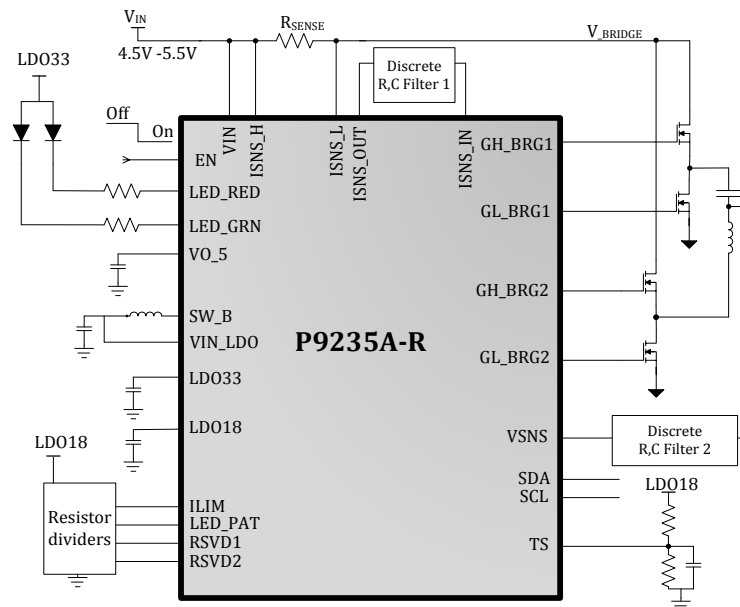 VIN
4.5V -5.5V
RSENSE
V_BRIDGE
LDO33
Discrete
R,C Filter 1
Off
On
EN
VIN
ISNS_H
ISNS_L
ISNS_OUT
ISNS_IN
GH_BRG1
LED_RED
GL_BRG1
LED_GRN
VO_5
GH_BRG2
SW_B
P9235A-R
VIN_LDO
GL_BRG2
LDO33
LDO18
VSNS
Discrete
R,C Filter 2
LDO18
SDA
LDO18
SCL
Resistor
dividers
ILIM
LED_PAT
RSVD1
RSVD2
TS